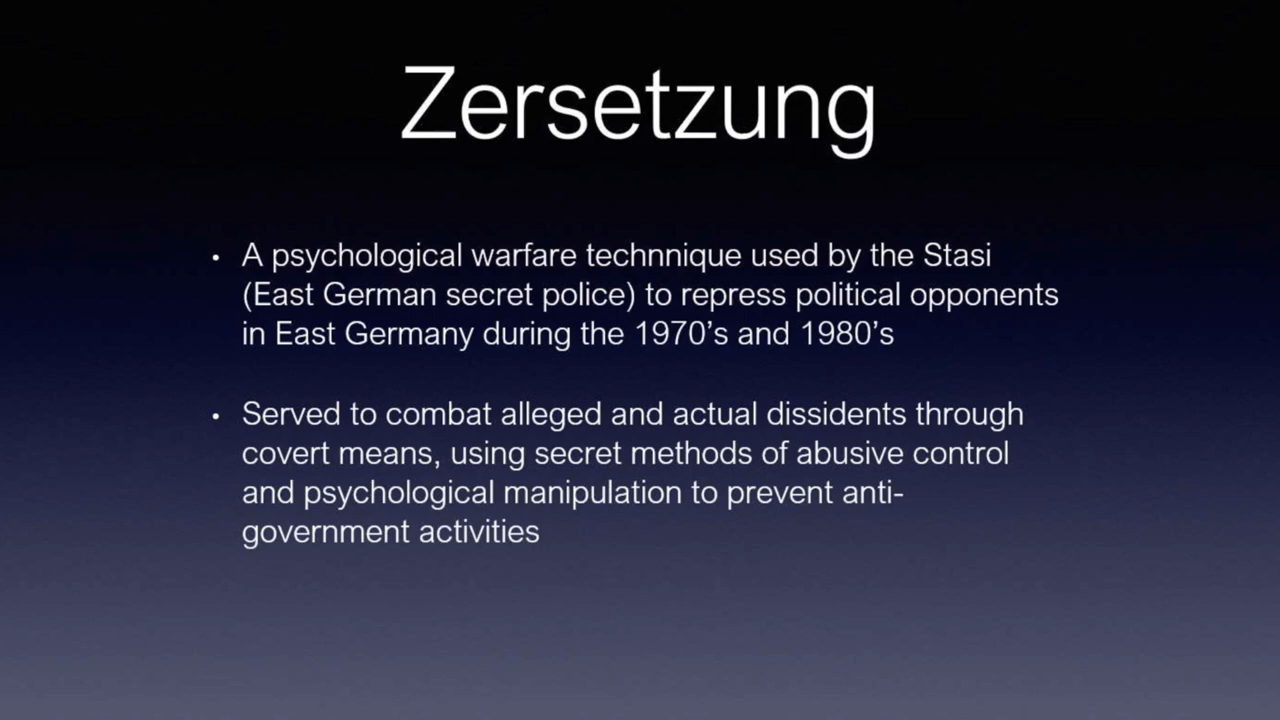 Zersetzung
• A psychological warfare technnique used by the Stasi
(East German secret police) to repress political opponents
in East Germany during the 1970’s and 1980’s
• Served to combat alleged and actual dissidents through
covert means, using secret methods of abusive control
and psychological manipulation to prevent anti-
government activities